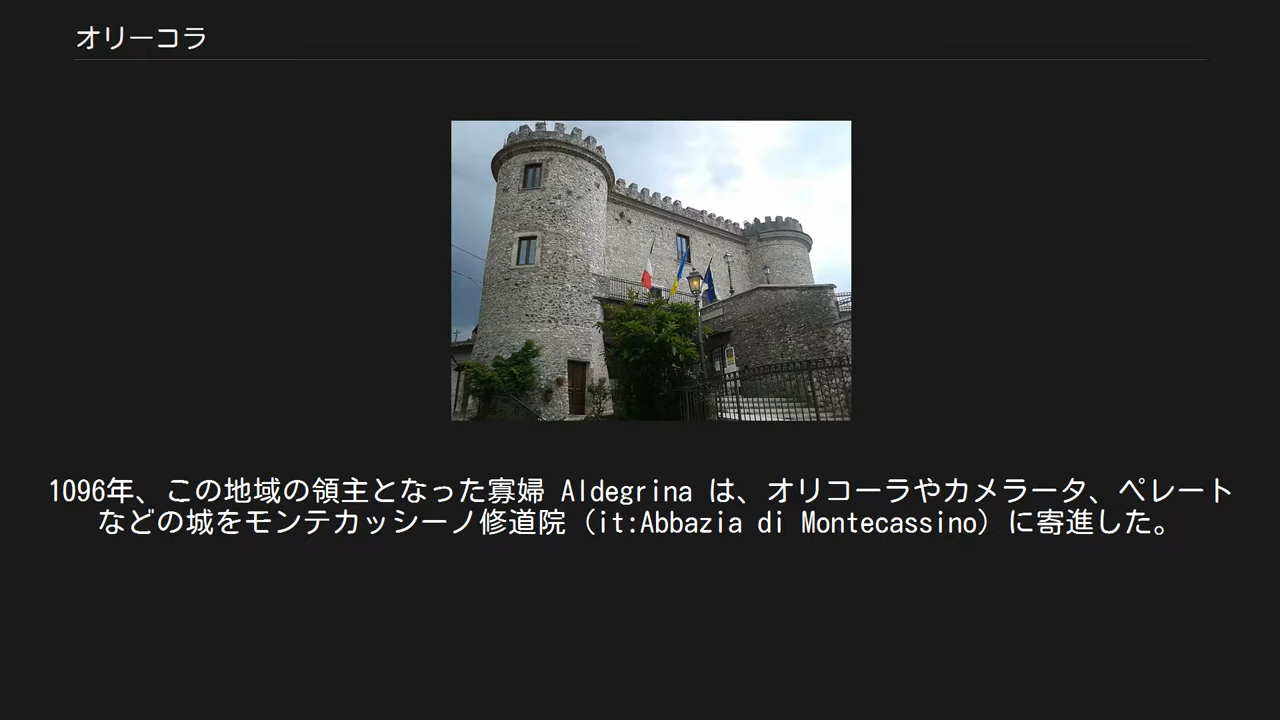 オリーコラ
1096年、この地域の領主となった寡婦 Aldegrina は、オリコーラやカメラータ、ペレート
などの城をモンテカッシーノ修道院（it:Abbazia di Montecassino）に寄進した。